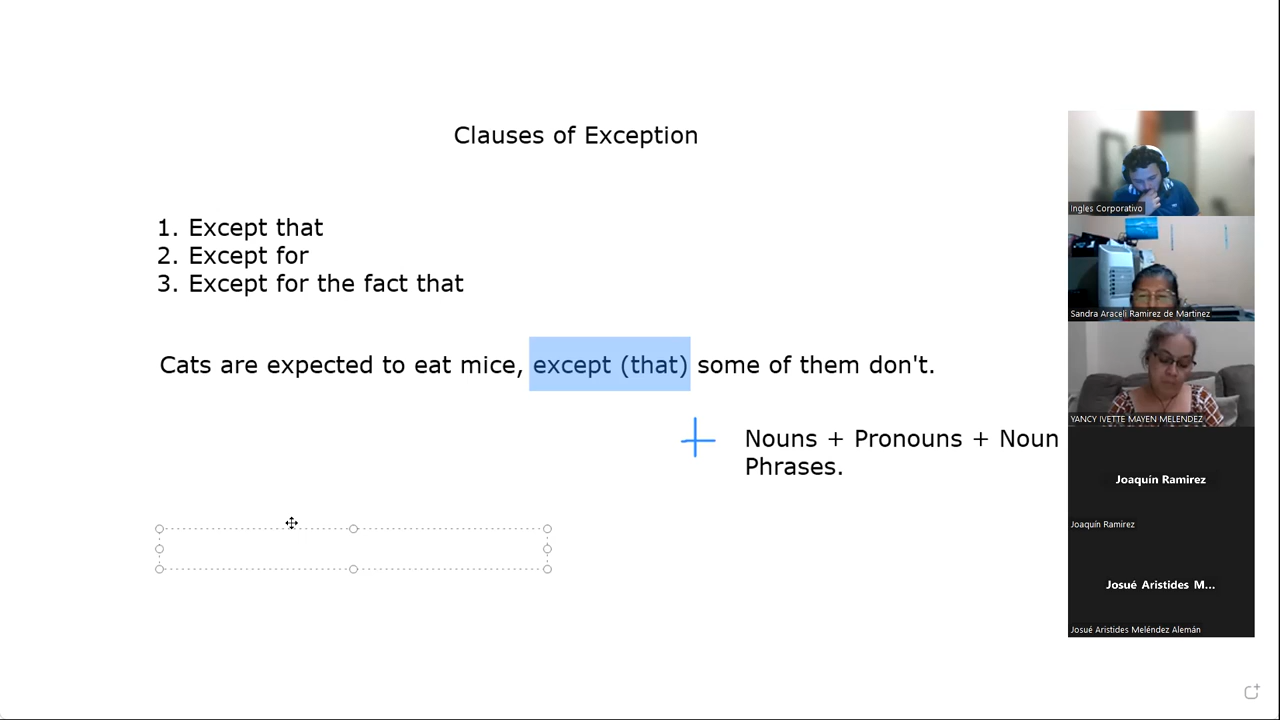 Clauses of Exception
1. Except that
2. Except for
3. Except for the fact that
Cats are expected to eat mice, except (that) some of them don't.
Nouns + Pronouns + Noun
Phrases.
Ingles Corporativo
Sandra Araceli Ramirez de Martinez
YANCY IVETTE MAYEN MELENDEZ
Joaquín Ramirez
Joaquín Ramirez
Josué Aristides M...
Josué Aristides Meléndez Alemán